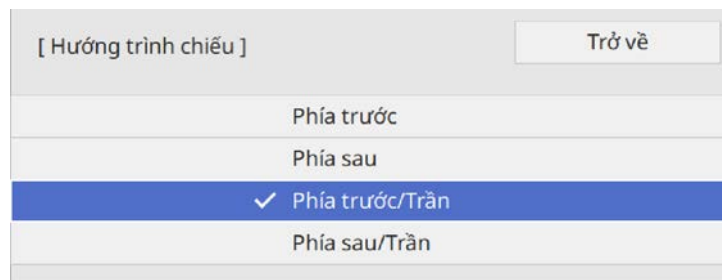 [ Hướng trình chiếu ]
Trở về
Phía trước
Phía sau
Phía trước/Trần
Phía sau/Trần